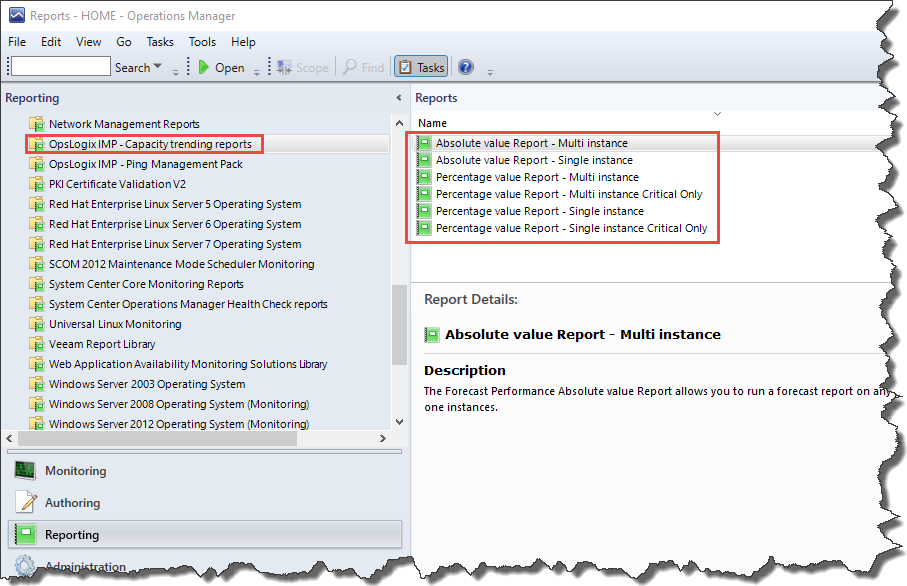 Reports - HOME - Operations Manager
File Edit View Go Tasks Tools Help
Search Open Scope Find Tasks
Reporting
Network Management Reports
OpsLogix IMP - Capacity trending reports
OpsLogix IMP - Ping Management Pack
PKI Certificate Validation V2
Red Hat Enterprise Linux Server 5 Operating System
Red Hat Enterprise Linux Server 6 Operating System
Red Hat Enterprise Linux Server 7 Operating System
SCOM 2012 Maintenance Mode Scheduler Monitoring
System Center Core Monitoring Reports
System Center Operations Manager Health Check reports
Universal Linux Monitoring
Veeam Report Library
Web Application Availability Monitoring Solutions Library
Windows Server 2003 Operating System
Windows Server 2008 Operating System (Monitoring)
Windows Server 2012 Operating System (Monitoring)
Monitoring
Authoring
Reporting
Administration
Reports
Name
Absolute value Report - Multi instance
Absolute value Report - Single instance
Percentage value Report - Multi instance
Percentage value Report - Multi instance Critical Only
Percentage value Report - Single instance
Percentage value Report - Single instance Critical Only
Report Details:
Absolute value Report - Multi instance
Description
The Forecast Performance Absolute value Report allows you to run a forecast report on any
one instances.